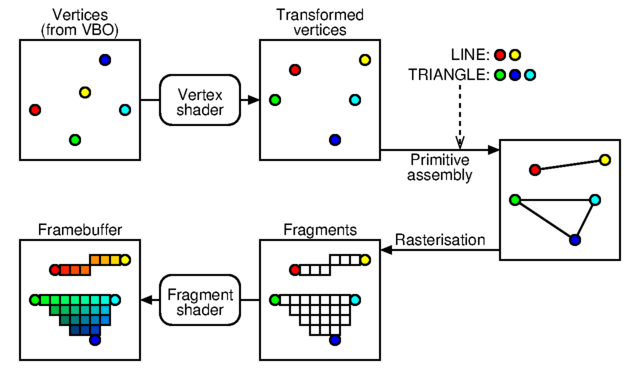 Vertices
(from VBO)
Transformed
vertices
LINE:
TRIANGLE:
Vertex
shader
Primitive
assembly
Framebuffer
Fragments
Rasterisation
Fragment
shader